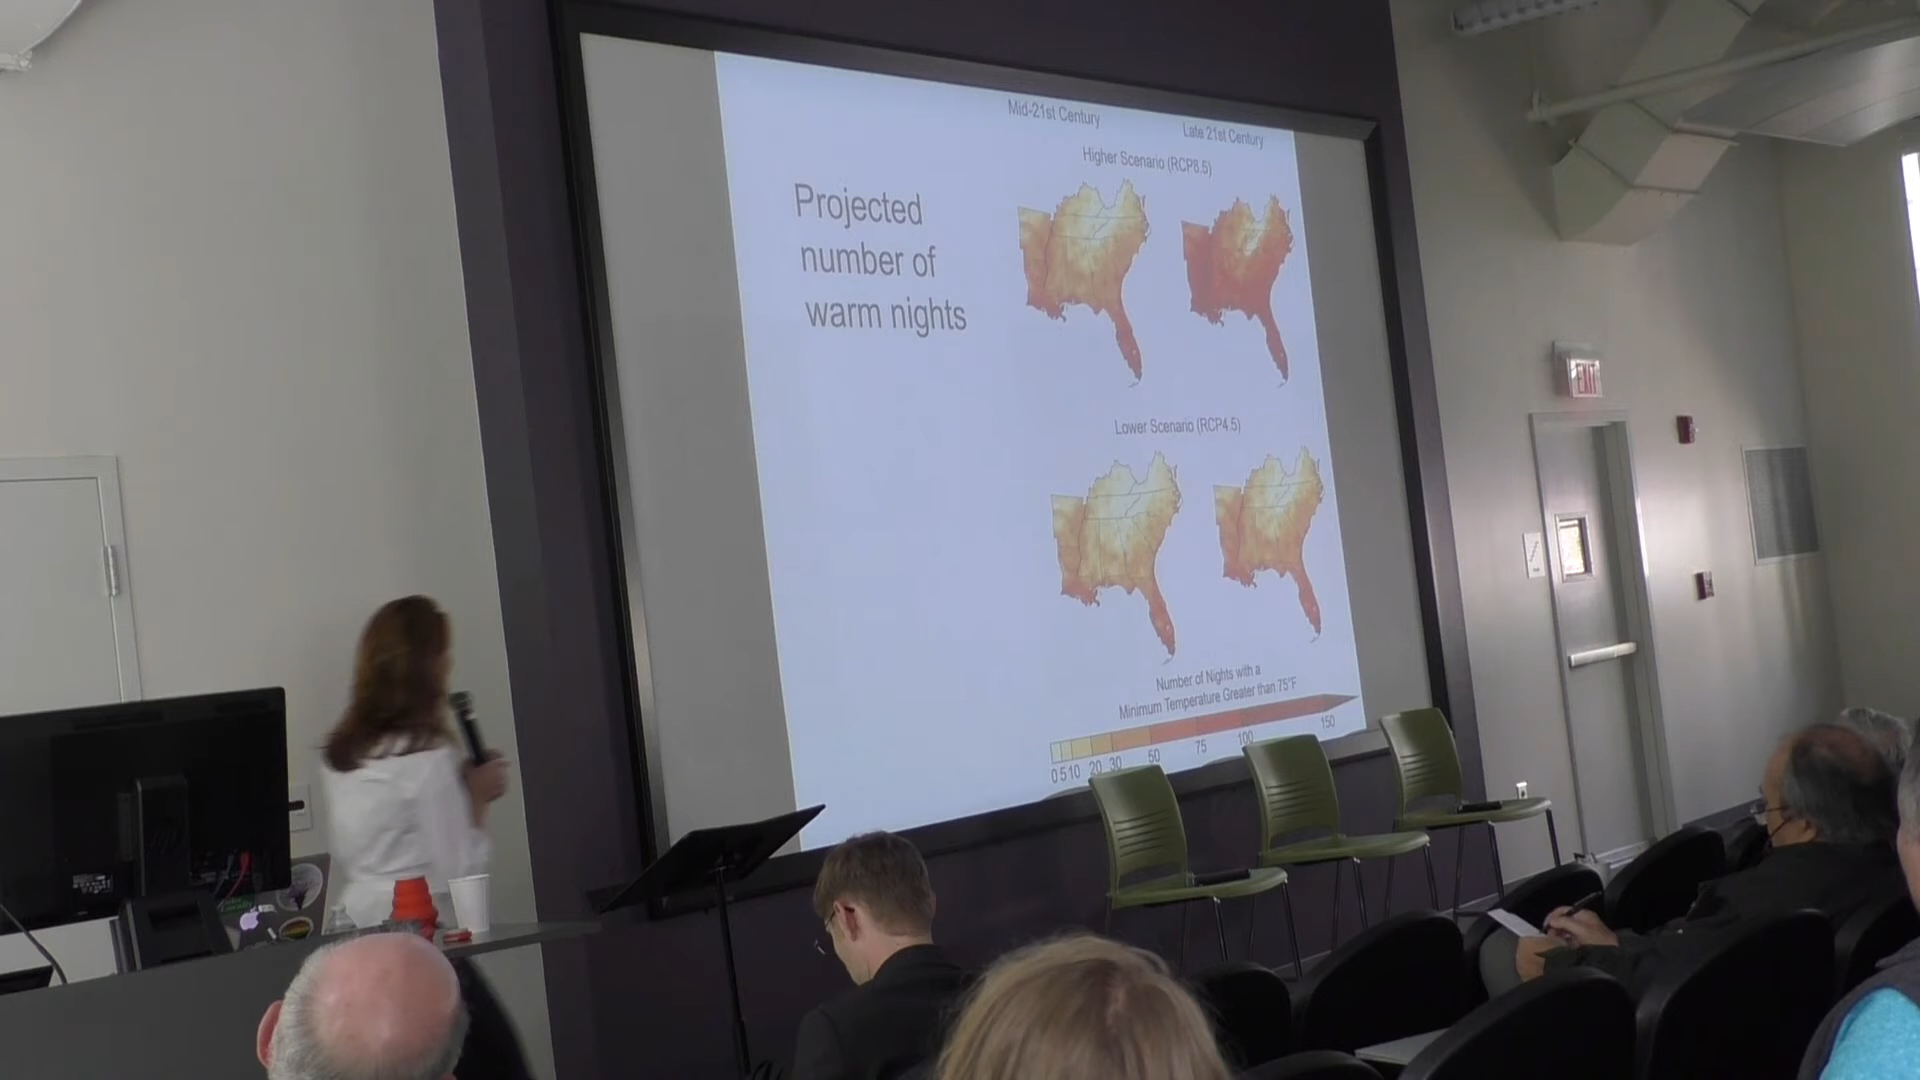 Mid-21st Century
Late 21st Century
Higher Scenario (RCP8.5)
Projected
number of
warm nights
Lower Scenario (RCP4.5)
Number of Nights with a
Minimum Temperature Greater than 75°F
0 5 10 20 30 50 75 100 150
EXIT